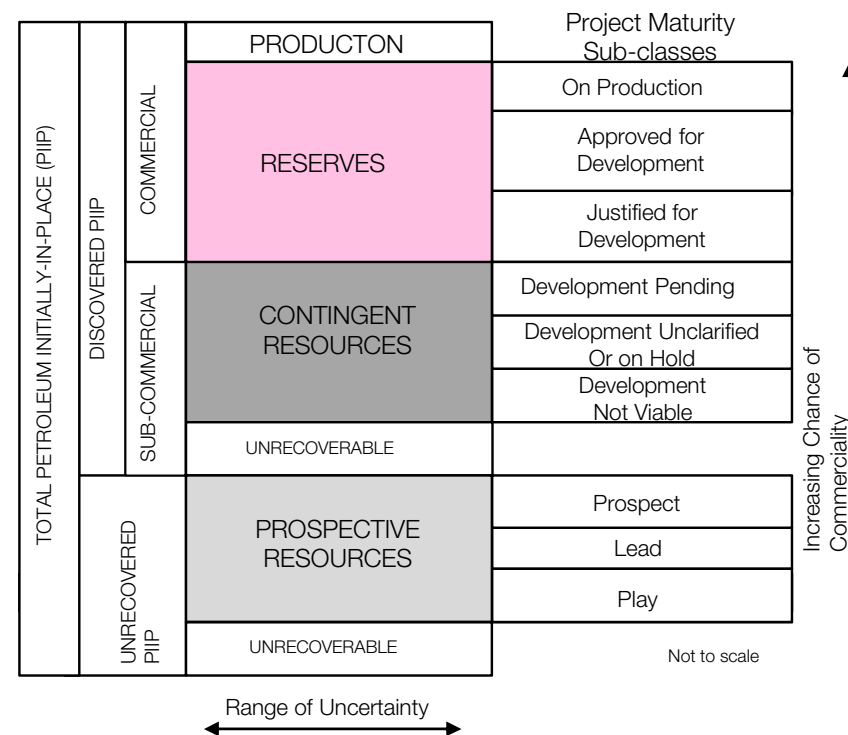 Project Maturity
Sub-classes
PRODUCTON
On Production
RESERVES
Approved for
Development
Justified for
Development
COMMERCIAL
TOTAL PETROLEUM INITIALLY-IN-PLACE (PIIP)
DISCOVERED PIIP
SUB-COMMERCIAL
CONTINGENT
RESOURCES
Development Pending
Development Unclarified
Or on Hold
Development
Not Viable
UNRECOVERABLE
Increasing Chance of
Commerciality
UNRECOVERED
PIIP
PROSPECTIVE
RESOURCES
Prospect
Lead
Play
UNRECOVERABLE
Not to scale
Range of Uncertainty